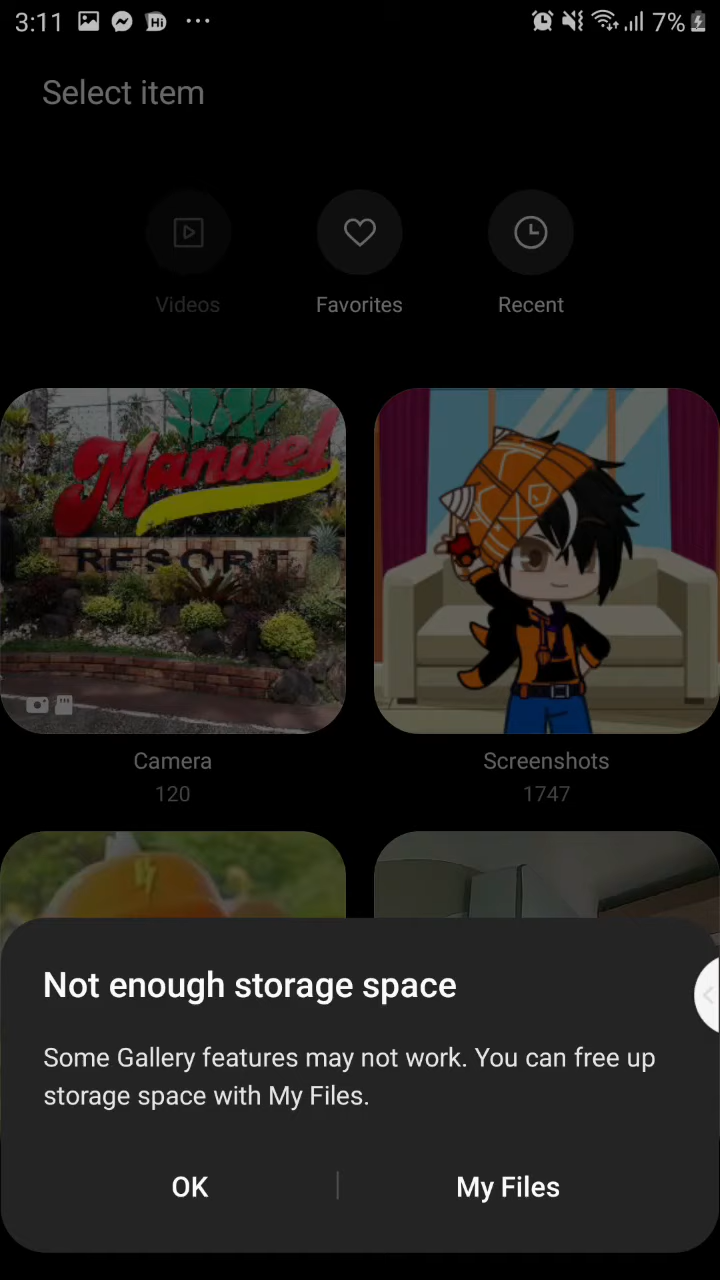 3:11 Hi 7%
Select item
Videos Favorites Recent
Manuel
RESORT
Camera Screenshots
120 1747
Not enough storage space
Some Gallery features may not work. You can free up
storage space with My Files.
OK My Files